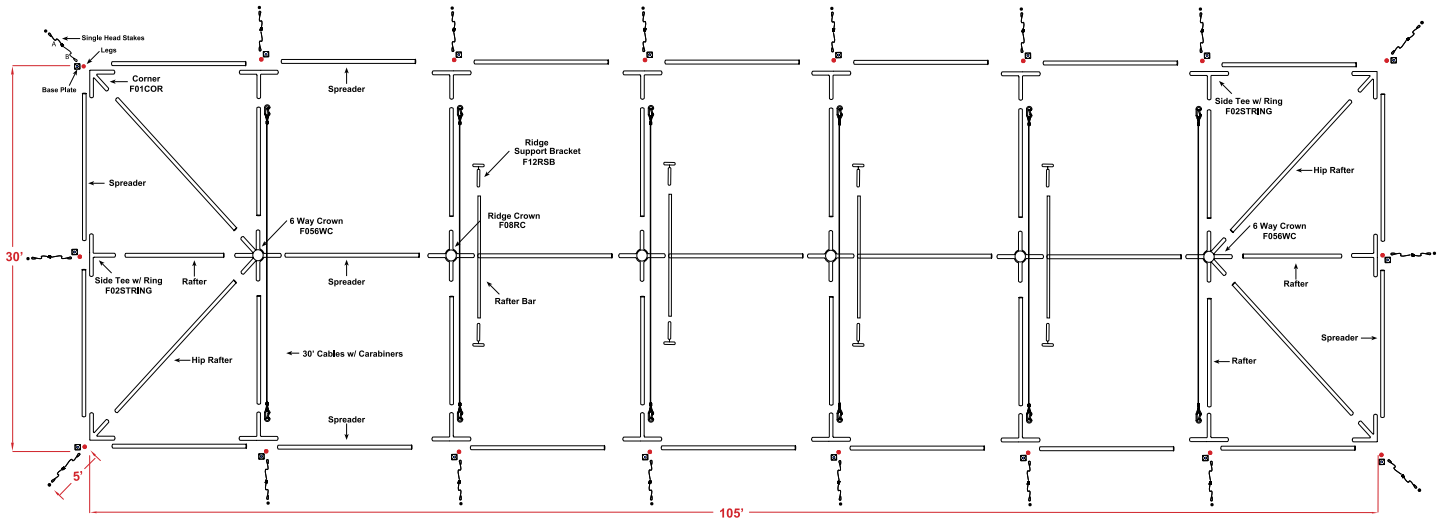 Single Head Stakes
A
B
Legs
Base Plate
Corner
F01COR
Spreader
Side Tee w/ Ring
F02STRING
Ridge
Support Bracket
F12RSB
Spreader
Hip Rafter
6 Way Crown
F056WC
Ridge Crown
F08RC
6 Way Crown
F056WC
30'
Side Tee w/ Ring
F02STRING
Rafter
Spreader
Rafter Bar
Rafter
Hip Rafter
30' Cables w/ Carabiners
Rafter
Spreader
Spreader
5'
105'